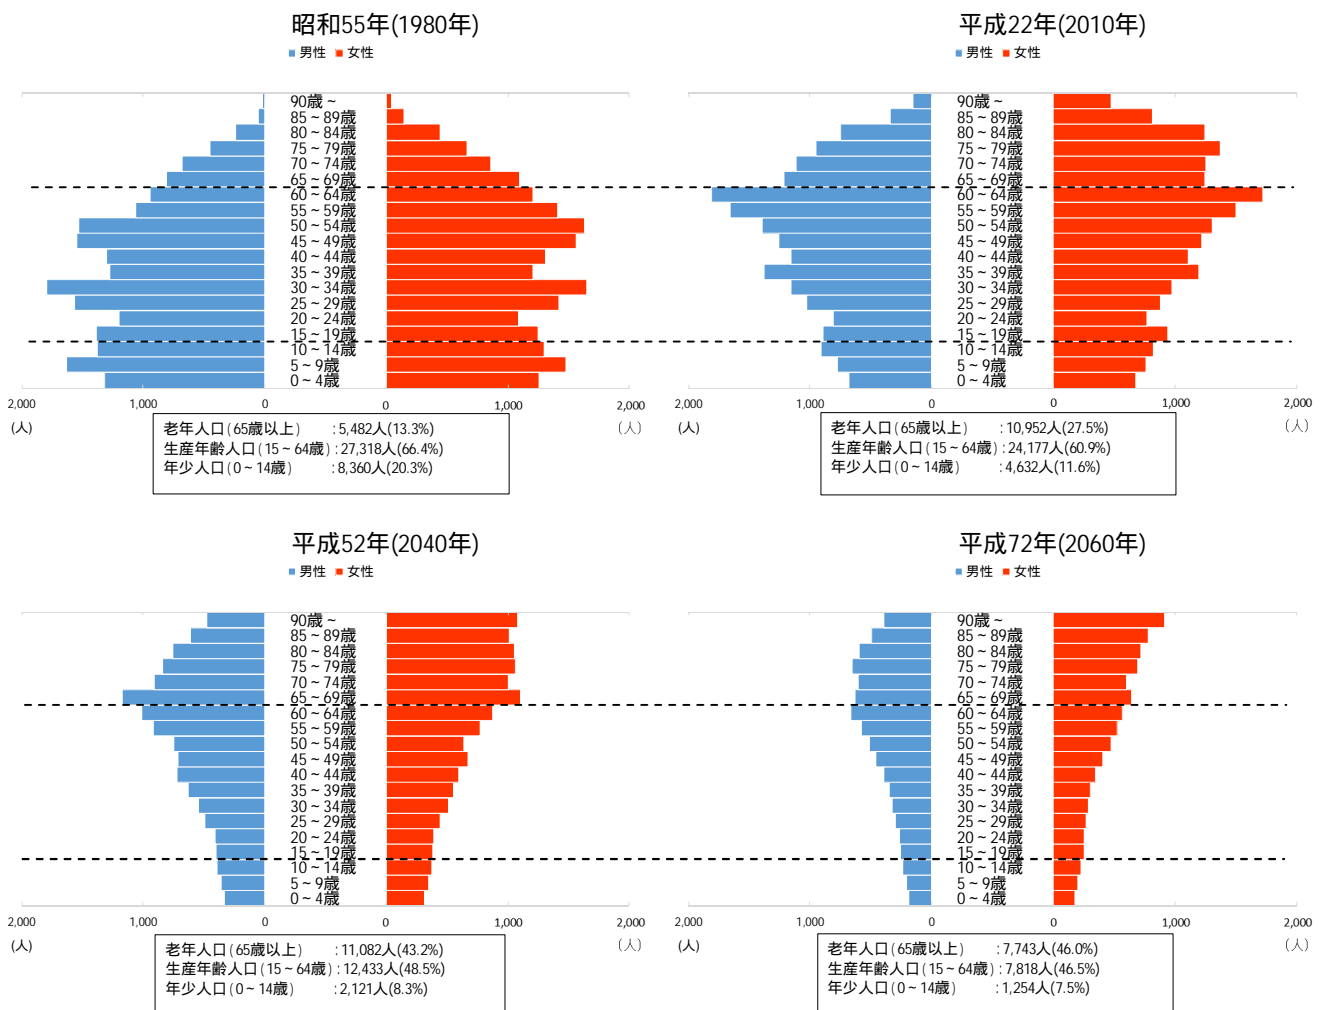 昭和55年(1980年)
男性 女性
90歳～
85～89歳
80～84歳
75～79歳
70～74歳
65～69歳
60～64歳
55～59歳
50～54歳
45～49歳
40～44歳
35～39歳
30～34歳
25～29歳
20～24歳
15～19歳
10～14歳
5～9歳
0～4歳
2,000 1,000 0 0 1,000 2,000
(人) (人)
老年人口(65歳以上) :5,482人(13.3%)
生産年齢人口(15～64歳):27,318人(66.4%)
年少人口(0～14歳) :8,360人(20.3%)
平成22年(2010年)
男性 女性
90歳～
85～89歳
80～84歳
75～79歳
70～74歳
65～69歳
60～64歳
55～59歳
50～54歳
45～49歳
40～44歳
35～39歳
30～34歳
25～29歳
20～24歳
15～19歳
10～14歳
5～9歳
0～4歳
2,000 1,000 0 0 1,000 2,000
(人) (人)
老年人口(65歳以上) :10,952人(27.5%)
生産年齢人口(15～64歳):24,177人(60.9%)
年少人口(0～14歳) :4,632人(11.6%)
平成52年(2040年)
男性 女性
90歳～
85～89歳
80～84歳
75～79歳
70～74歳
65～69歳
60～64歳
55～59歳
50～54歳
45～49歳
40～44歳
35～39歳
30～34歳
25～29歳
20～24歳
15～19歳
10～14歳
5～9歳
0～4歳
2,000 1,000 0 0 1,000 2,000
(人) (人)
老年人口(65歳以上) :11,082人(43.2%)
生産年齢人口(15～64歳):12,433人(48.5%)
年少人口(0～14歳) :2,121人(8.3%)
平成72年(2060年)
男性 女性
90歳～
85～89歳
80～84歳
75～79歳
70～74歳
65～69歳
60～64歳
55～59歳
50～54歳
45～49歳
40～44歳
35～39歳
30～34歳
25～29歳
20～24歳
15～19歳
10～14歳
5～9歳
0～4歳
2,000 1,000 0 0 1,000 2,000
(人) (人)
老年人口(65歳以上) :7,743人(46.0%)
生産年齢人口(15～64歳):7,818人(46.5%)
年少人口(0～14歳) :1,254人(7.5%)